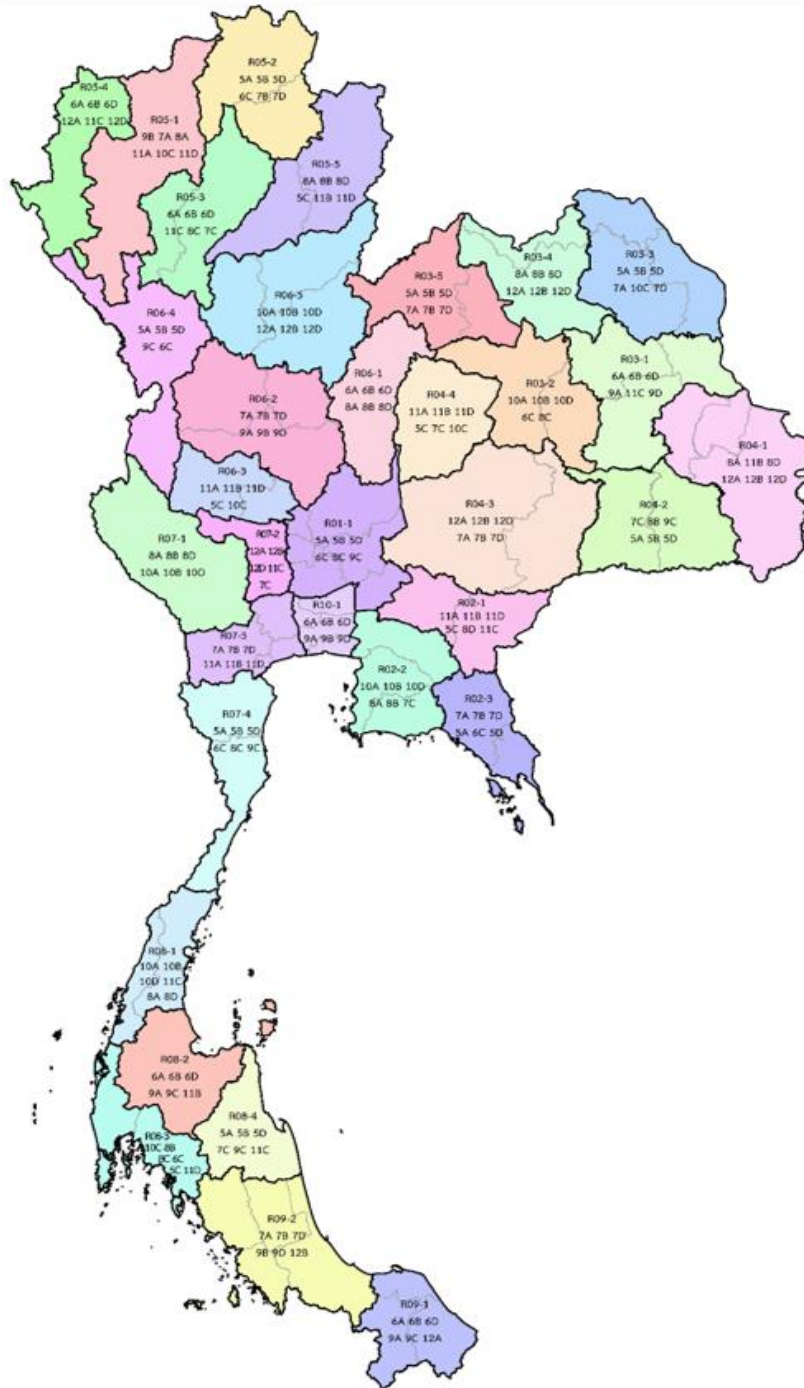 R05-2
5A 5B 5D
6C 7B 7D
R05-4
6A 6B 6D
12A 11C 12D
R05-1
9B 7A 8A
11A 10C 11D
R05-5
8A 8B 8D
5C 11B 11D
R05-3
6A 6B 6D
11C 8C 7C
R03-4
8A 8B 8D
12A 12B 12D
R03-3
5A 5B 5D
7A 10C 7D
R03-5
5A 5B 5D
7A 7B 7D
10A 10B 10D
12A 12B 12D
R06-4
5A 5B 5D
9C 6C
R03-1
6A 6B 6D
9A 11C 9D
R06-1
6A 6B 6D
8A 8B 8D
R03-2
10A 10B 10D
6C 8C
R04-4
11A 11B 11D
5C 7C 10C
R06-2
7A 7B 7D
9A 9B 9D
R04-1
8A 11B 8D
12A 12B 12D
R06-3
11A 11B 11D
5C 10C
R04-3
12A 12B 12D
7A 7B 7D
R04-2
7C 8B 9C
5A 5B 5D
R01-1
5A 5B 5D
6C 8C 9C
R07-1
8A 8B 8D
10A 10B 10D
R07-2
12A 12B
12D 11C
7C
R10-1
6A 6B 6D
9A 9B 9D
R02-1
11A 11B 11D
5C 8D 11C
R07-3
7A 7B 7D
11A 11B 11D
R02-2
10A 10B 10D
8A 8B 7C
R02-3
7A 7B 7D
5A 6C 5D
R07-4
5A 5B 5D
6C 8C 9C
R08-1
10A 10B
10D 11C
8A 8D
R08-2
6A 6B 6D
9A 9C 11B
R08-4
5A 5B 5D
7C 9C 11C
R08-3
10C 8B
8C 6C
5C 11D
R09-2
7A 7B 7D
9B 9D 12B
R09-1
6A 6B 6D
9A 9C 12A